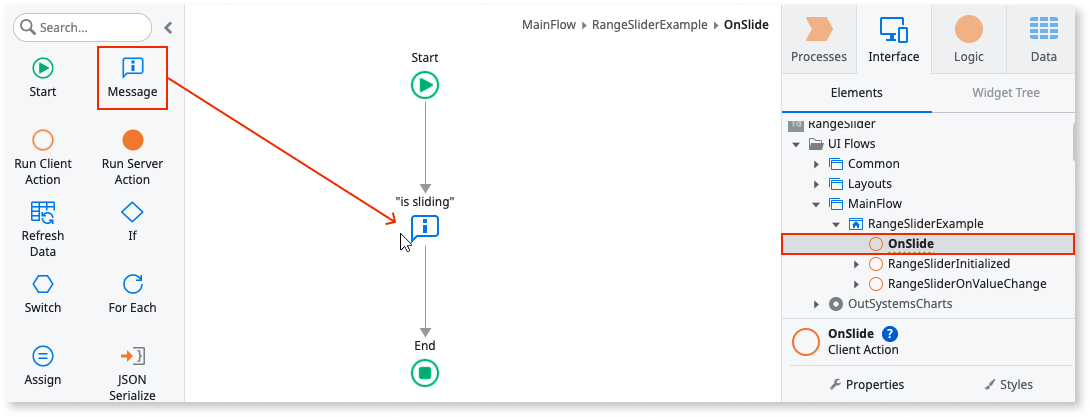 Search...
Start
Message
Run Client
Action
Run Server
Action
Refresh
Data
If
Switch
For Each
Assign
JSON
Serialize
MainFlow RangeSliderExample OnSlide
Start
"is sliding"
End
Processes
Interface
Logic
Data
Elements
Widget Tree
RangeSlider
UI Flows
Common
Layouts
MainFlow
RangeSliderExample
OnSlide
RangeSliderInitialized
RangeSliderOnValueChange
OutSystemsCharts
OnSlide ?
Client Action
Properties
Styles